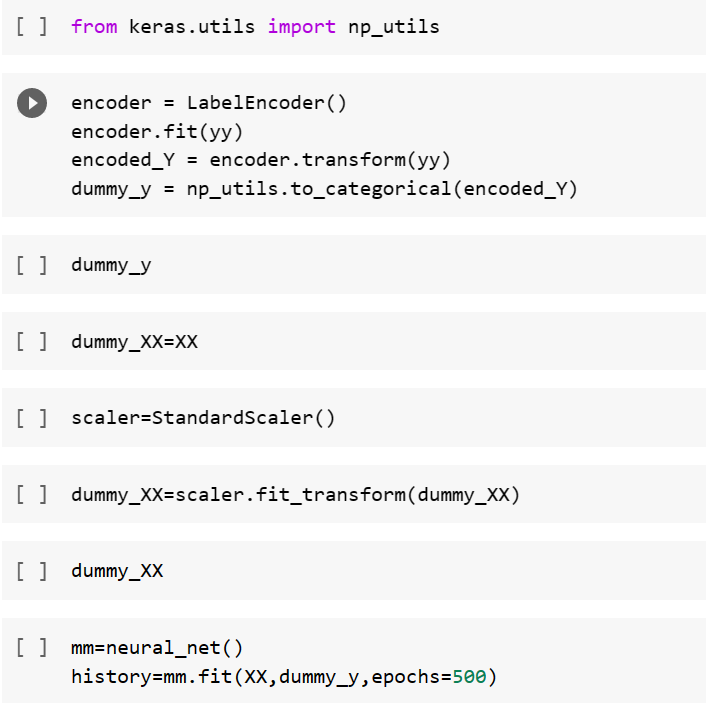 [ ] from keras.utils import np_utils
encoder = LabelEncoder()
encoder.fit(yy)
encoded_Y = encoder.transform(yy)
dummy_y = np_utils.to_categorical(encoded_Y)
[ ] dummy_y
[ ] dummy_XX=XX
[ ] scaler=StandardScaler()
[ ] dummy_XX=scaler.fit_transform(dummy_XX)
[ ] dummy_XX
[ ] mm=neural_net()
history=mm.fit(XX,dummy_y,epochs=500)